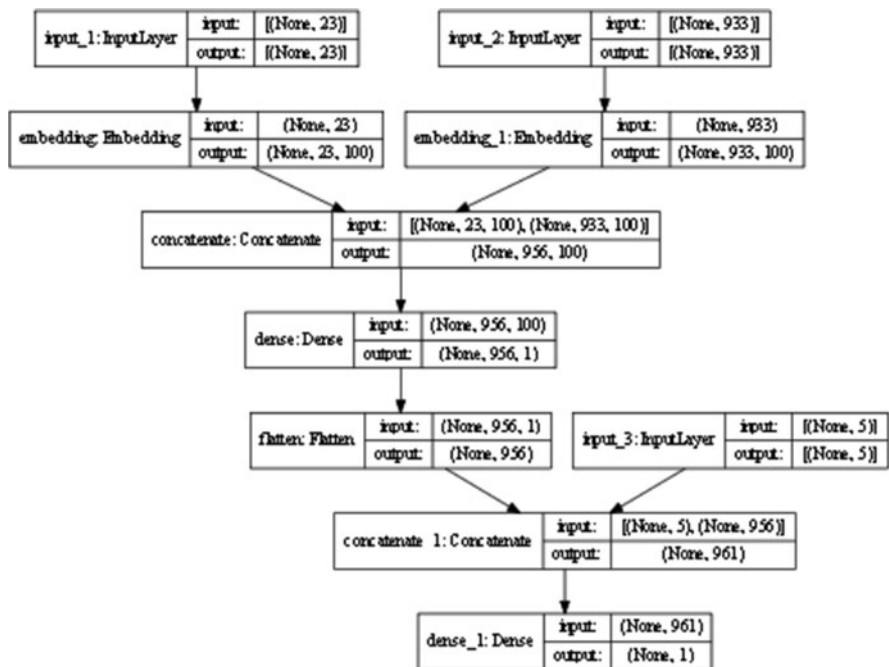 input_1: InputLayer input: [(None, 23)]
output: [(None, 23)]
input_2: InputLayer input: [(None, 933)]
output: [(None, 933)]
embedding: Embedding input: (None, 23)
output: (None, 23, 100)
embedding_1: Embedding input: (None, 933)
output: (None, 933, 100)
concatenate: Concatenate input: [(None, 23, 100), (None, 933, 100)]
output: (None, 956, 100)
dense: Dense input: (None, 956, 100)
output: (None, 956, 1)
flatten: Flatten input: (None, 956, 1)
output: (None, 956)
input_3: InputLayer input: [(None, 5)]
output: [(None, 5)]
concatenate 1: Concatenate input: [(None, 5), (None, 956)]
output: (None, 961)
dense_1: Dense input: (None, 961)
output: (None, 1)